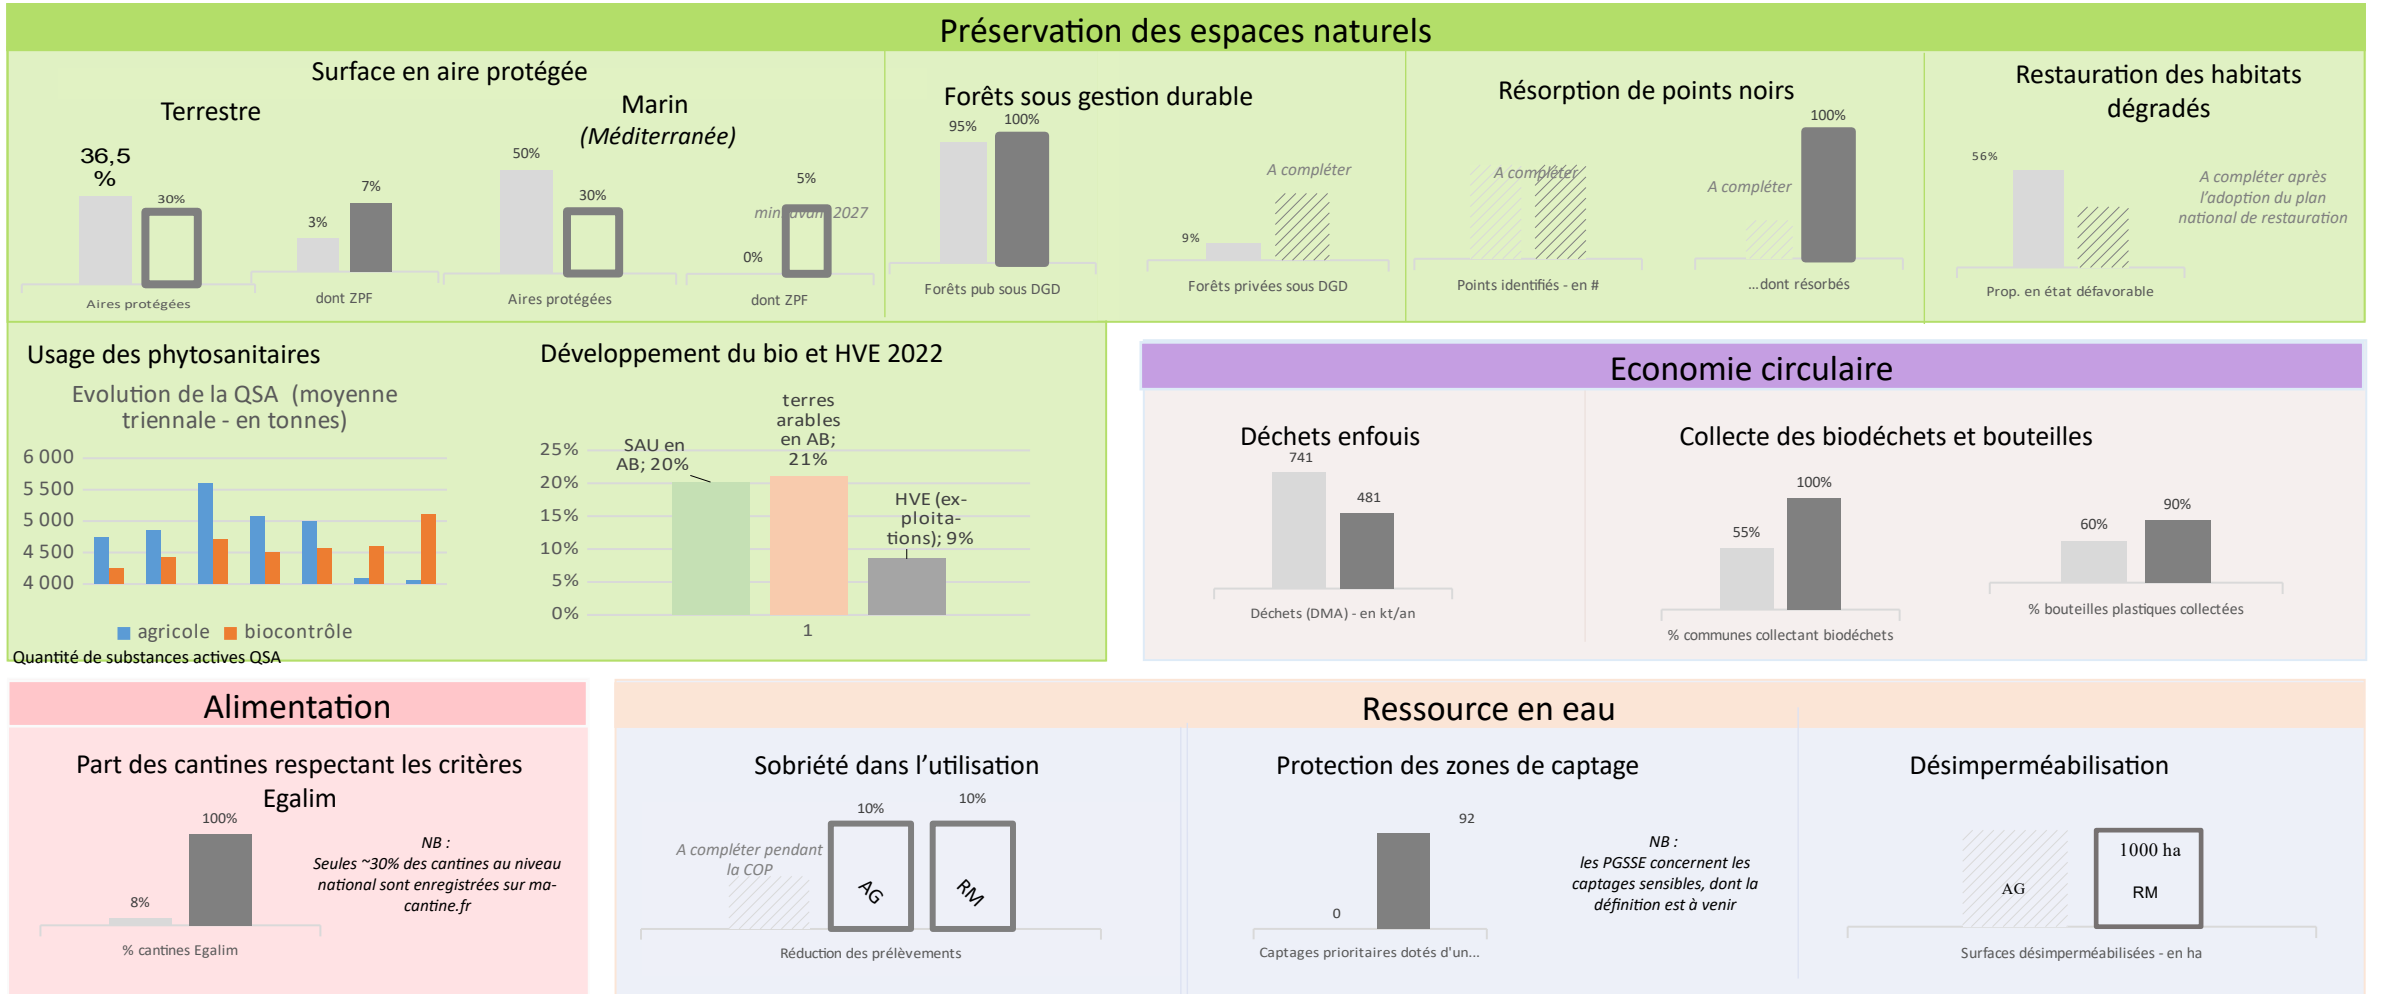 Préservation des espaces naturels
Surface en aire protégée
Terrestre
36,5
%
30%
Aires protégées
3%
7%
dont ZPF
Marin
(Méditerranée)
50%
30%
Aires protégées
5%
min. avant 2027
0%
dont ZPF
Forêts sous gestion durable
95%
100%
Forêts pub sous DGD
A compléter
9%
Forêts privées sous DGD
Résorption de points noirs
A compléter
Points identifiés - en #
100%
A compléter
...dont résorbés
Restauration des habitats
dégradés
56%
A compléter après
l'adoption du plan
national de restauration
Prop. en état défavorable
Usage des phytosanitaires
Evolution de la QSA (moyenne
triennale - en tonnes)
6 000
5 500
5 000
4 500
4 000
agricole
biocontrôle
Quantité de substances actives QSA
Développement du bio et HVE 2022
25%
20%
15%
10%
5%
0%
SAU en
AB; 20%
terres
arables
en AB;
21%
HVE (ex-
ploita-
tions); 9%
1
Economie circulaire
Déchets enfouis
741
481
Déchets (DMA) - en kt/an
Collecte des biodéchets et bouteilles
55%
100%
% communes collectant biodéchets
60%
90%
% bouteilles plastiques collectées
Alimentation
Part des cantines respectant les critères
Egalim
8%
100%
% cantines Egalim
NB :
Seules ~30% des cantines au niveau
national sont enregistrées sur ma-
cantine.fr
Ressource en eau
Sobriété dans l'utilisation
A compléter pendant
la COP
10%
AG
10%
RM
Réduction des prélèvements
Protection des zones de captage
0
92
Captages prioritaires dotés d'un...
NB :
les PGSSE concernent les
captages sensibles, dont la
définition est à venir
Désimperméabilisation
AG
1000 ha
RM
Surfaces désimperméabilisées - en ha